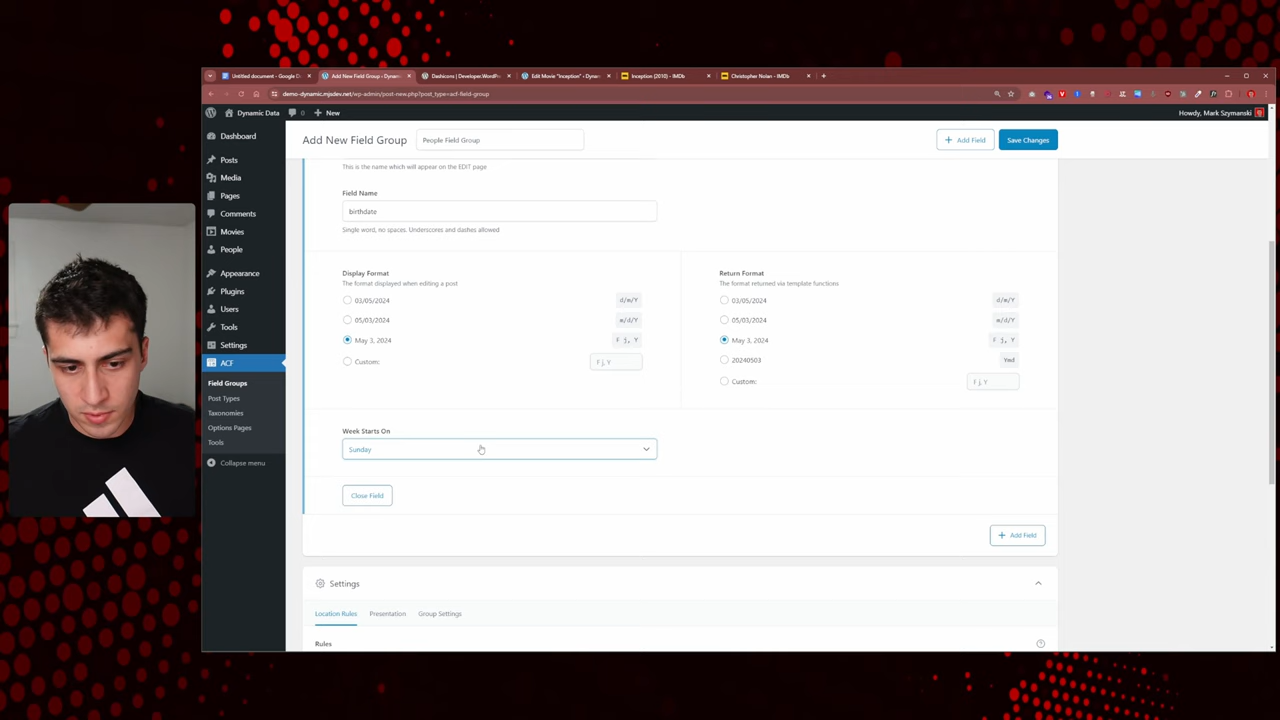 Untitled document - Google D
Add New Field Group - Dynam
Dashicons | Developer.WordPre
Edit Movie "Inception" - Dynam
Inception (2010) - IMDb
Christopher Nolan - IMDb
demo-dynamic.mjsdev.net/wp-admin/post-new.php?post_type=acf-field-group
Dynamic Data
0
New
Howdy, Mark Szymanski
Dashboard
Posts
Media
Pages
Comments
Movies
People
Appearance
Plugins
Users
Tools
Settings
ACF
Field Groups
Post Types
Taxonomies
Options Pages
Tools
Collapse menu
Add New Field Group
People Field Group
+ Add Field
Save Changes
This is the name which will appear on the EDIT page
Field Name
birthdate
Single word, no spaces. Underscores and dashes allowed
Display Format
The format displayed when editing a post
03/05/2024 d/m/Y
05/03/2024 m/d/Y
May 3, 2024 F j, Y
Custom: F j, Y
Return Format
The format returned via template functions
03/05/2024 d/m/Y
05/03/2024 m/d/Y
May 3, 2024 F j, Y
20240503 Ymd
Custom: F j, Y
Week Starts On
Sunday
Close Field
+ Add Field
Settings
Location Rules Presentation Group Settings
Rules